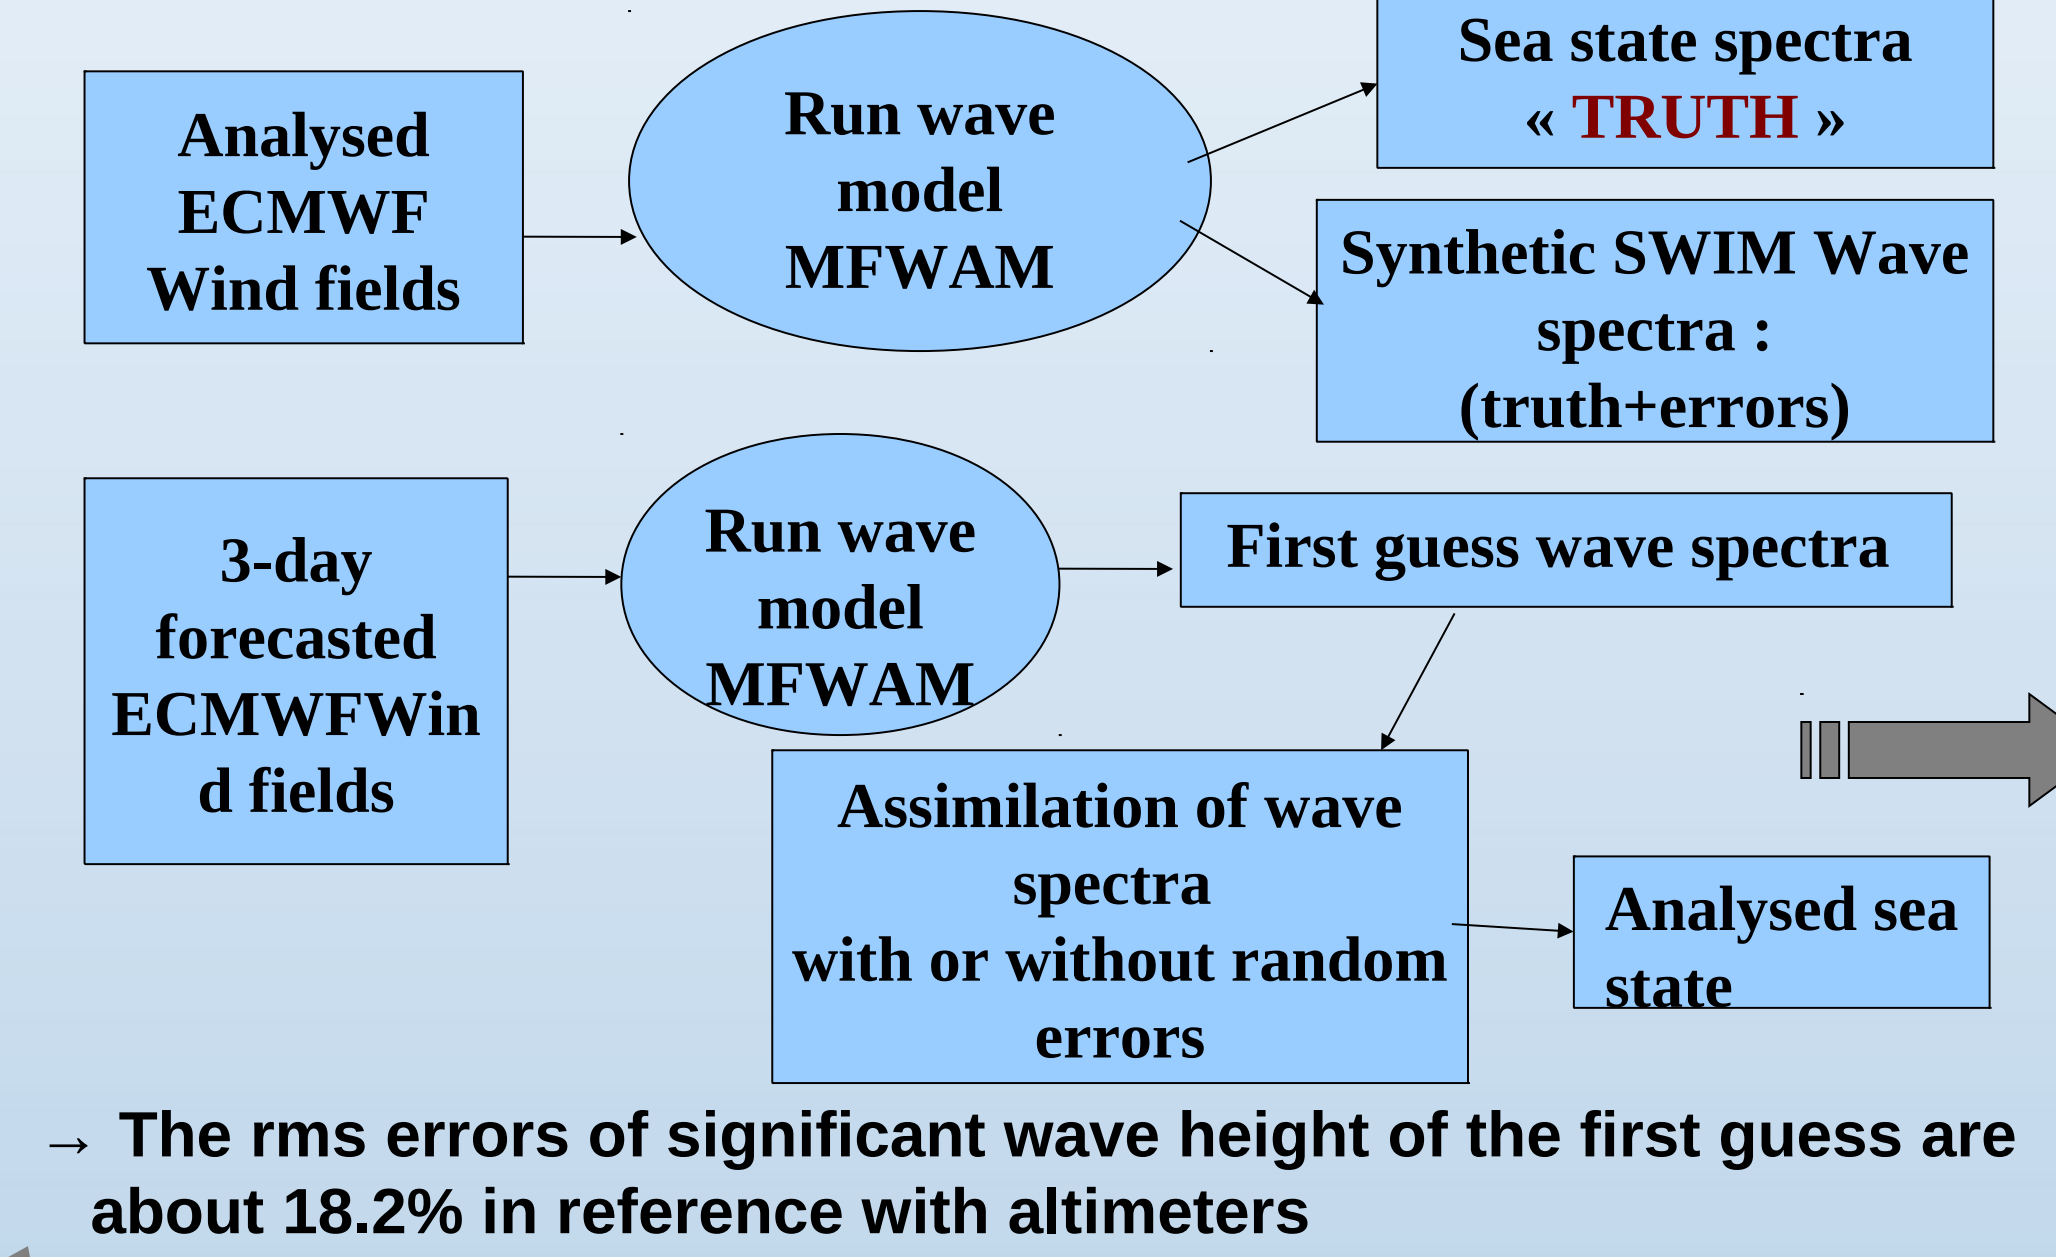 Sea state spectra
« TRUTH »
Analysed
ECMWF
Wind fields
Run wave
model
MFWAM
Synthetic SWIM Wave
spectra :
(truth+errors)
3-day
forecasted
ECMWFWin
d fields
Run wave
model
MFWAM
First guess wave spectra
Assimilation of wave
spectra
with or without random
errors
Analysed sea
state
→ The rms errors of significant wave height of the first guess are
about 18.2% in reference with altimeters